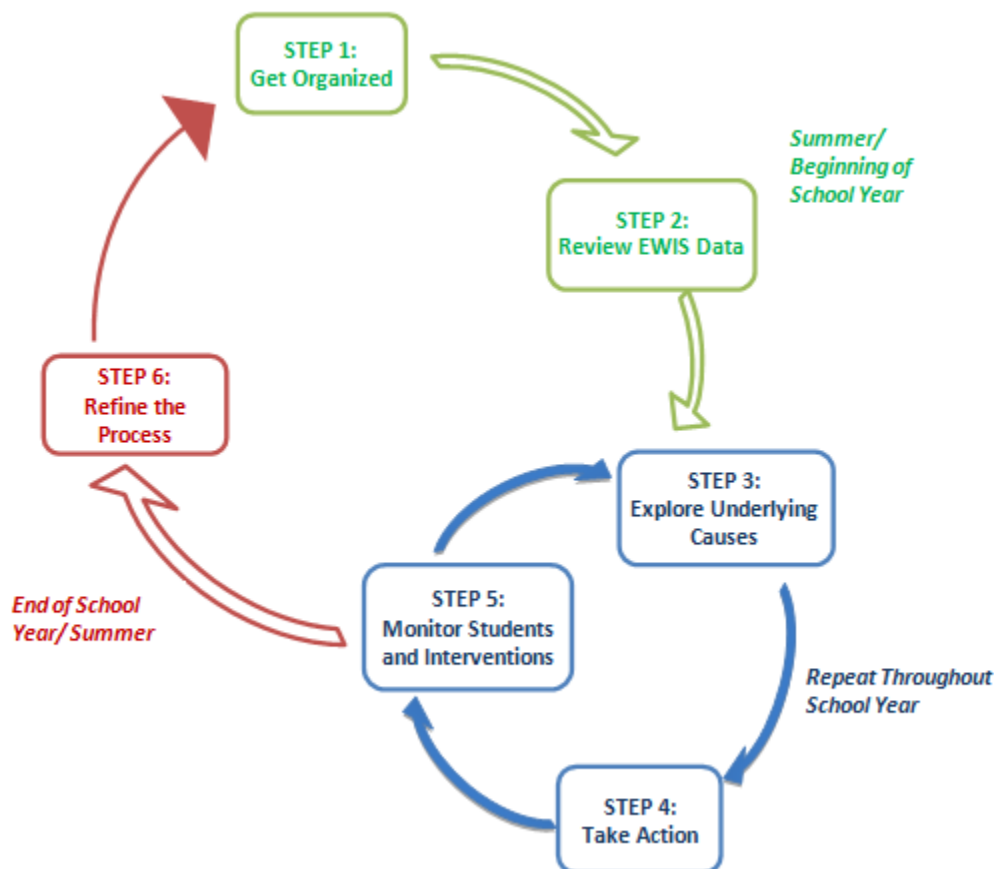 STEP 1:
Get Organized
Summer/
Beginning of
School Year
STEP 2:
Review EWIS Data
STEP 3:
Explore Underlying
Causes
Repeat Throughout
School Year
STEP 4:
Take Action
STEP 5:
Monitor Students
and Interventions
End of School
Year/ Summer
STEP 6:
Refine the
Process